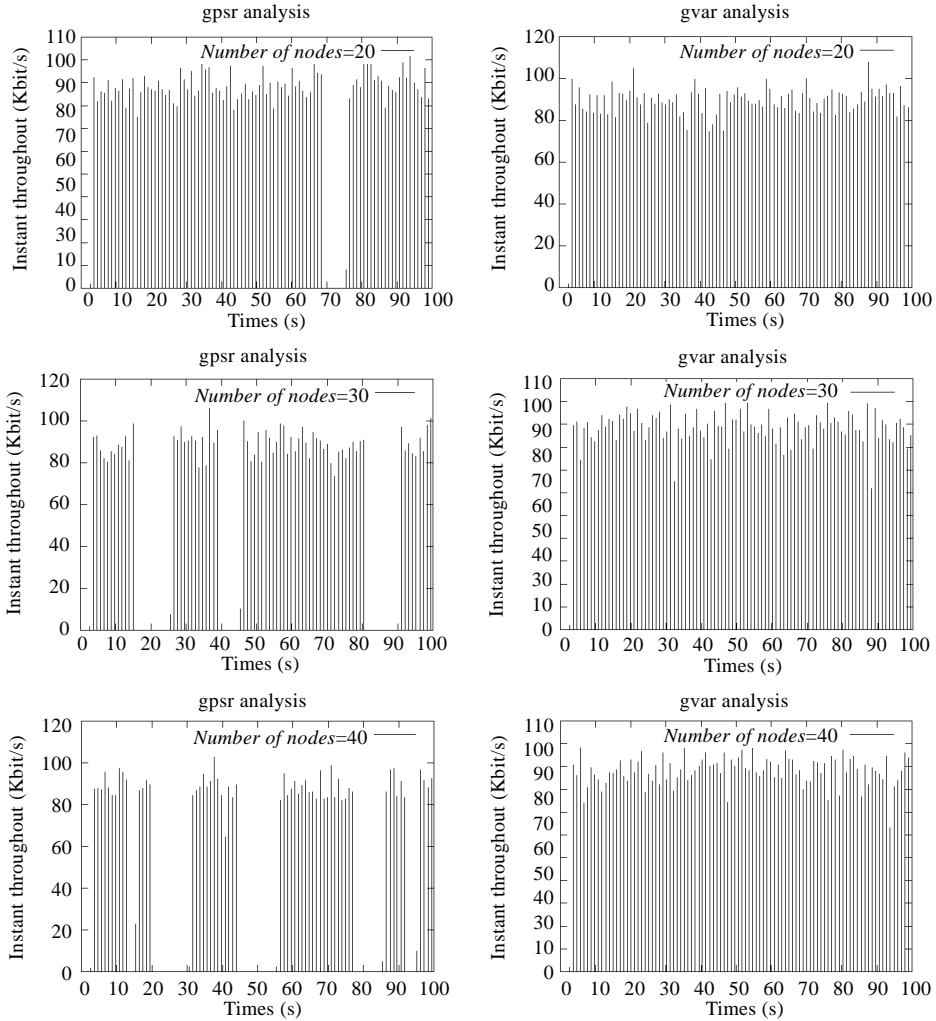 gpsr analysis
Number of nodes=20
Instant throughout (Kbit/s)
110
100
90
80
70
60
50
40
30
20
10
0
0 10 20 30 40 50 60 70 80 90 100
Times (s)
gvar analysis
Number of nodes=20
Instant throughout (Kbit/s)
120
100
80
60
40
20
0
0 10 20 30 40 50 60 70 80 90 100
Times (s)
gpsr analysis
Number of nodes=30
Instant throughout (Kbit/s)
120
100
80
60
40
20
0
0 10 20 30 40 50 60 70 80 90 100
Times (s)
gvar analysis
Number of nodes=30
Instant throughout (Kbit/s)
110
100
90
80
70
60
50
40
30
20
10
0
0 10 20 30 40 50 60 70 80 90 100
Times (s)
gpsr analysis
Number of nodes=40
Instant throughout (Kbit/s)
120
100
80
60
40
20
0
0 10 20 30 40 50 60 70 80 90 100
Times (s)
gvar analysis
Number of nodes=40
Instant throughout (Kbit/s)
110
100
90
80
70
60
50
40
30
20
10
0
0 10 20 30 40 50 60 70 80 90 100
Times (s)